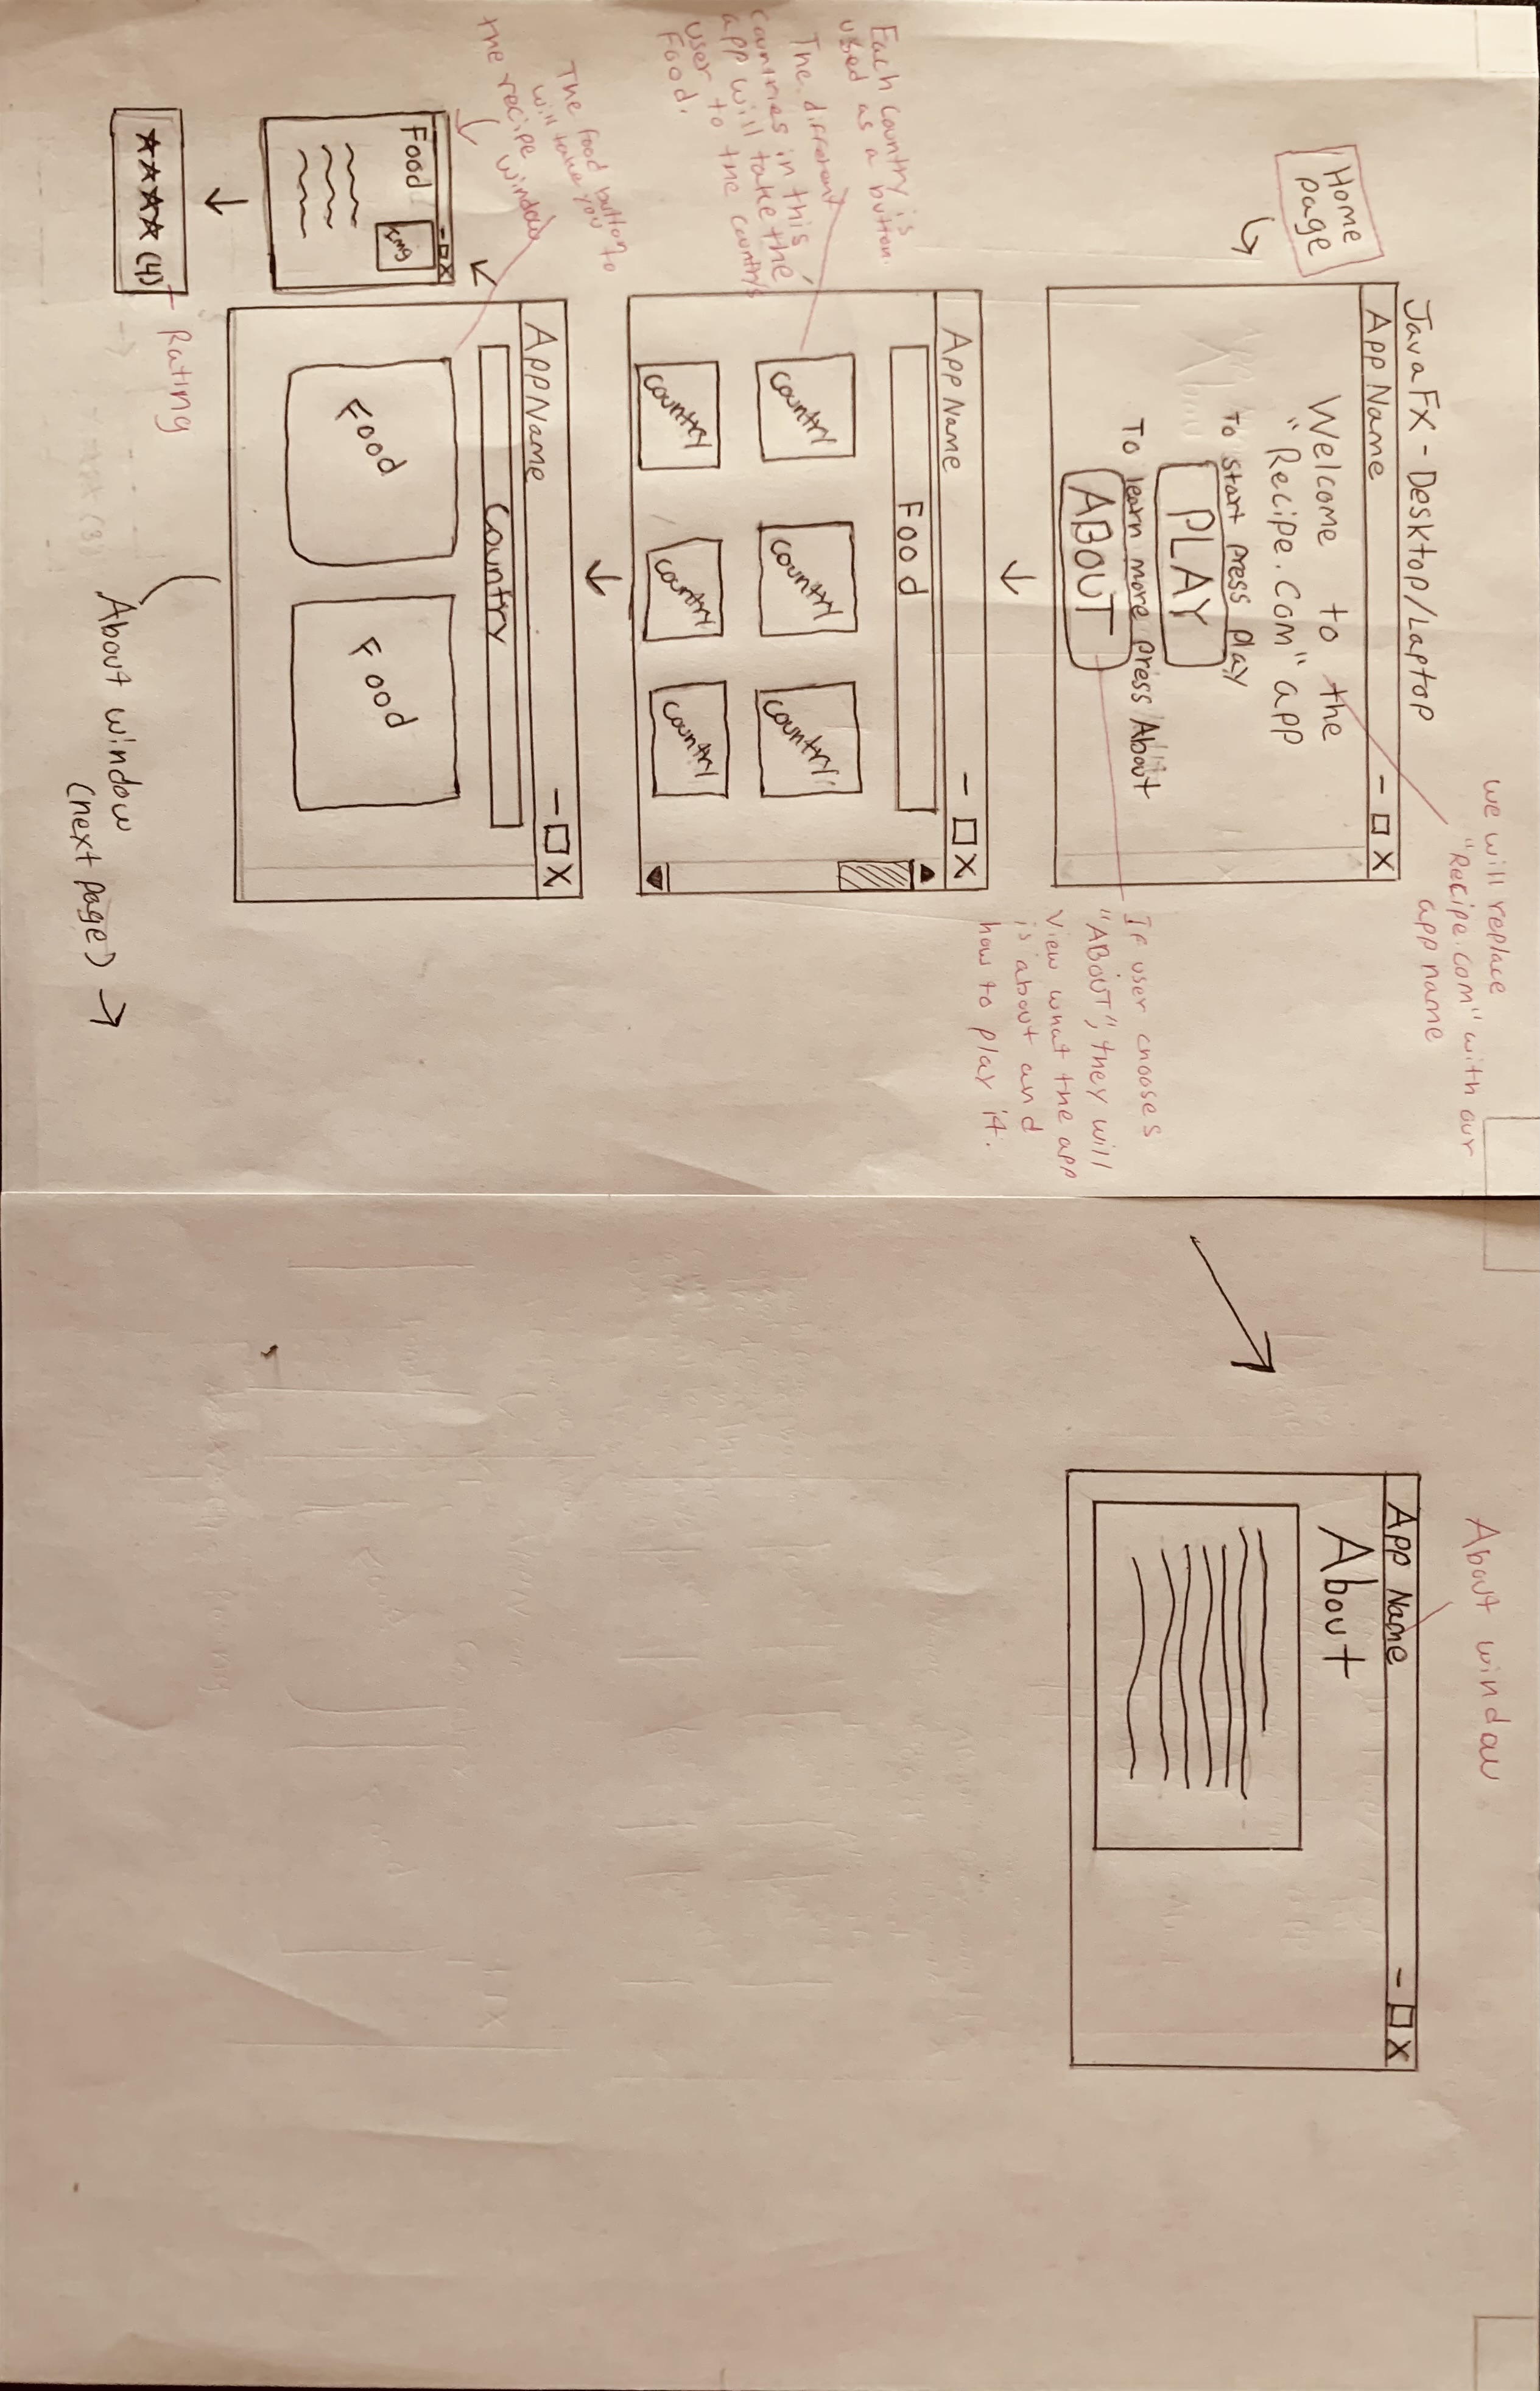 JavaFX - Desktop/Laptop
we will replace
"Recipe.com" with our
app name
Home
page
App Name - □ X
Welcome to the
"Recipe.com" app
To start press play
PLAY
To learn more press About
ABOUT
If user chooses
"ABOUT", they will
view what the app
is about and
how to play it.
Each country is
used as a button.
The different
countries in this
app will take the
user to the country's
Food.
App Name - □ X
Food
country
country
country
country
country
country
The food button
will take you to
the recipe window
App Name - □ X
Country
Food
Food
- □ X
Food
img
★★★★(4)
Rating
About window
(next page) →
About window
App Name - □ X
About